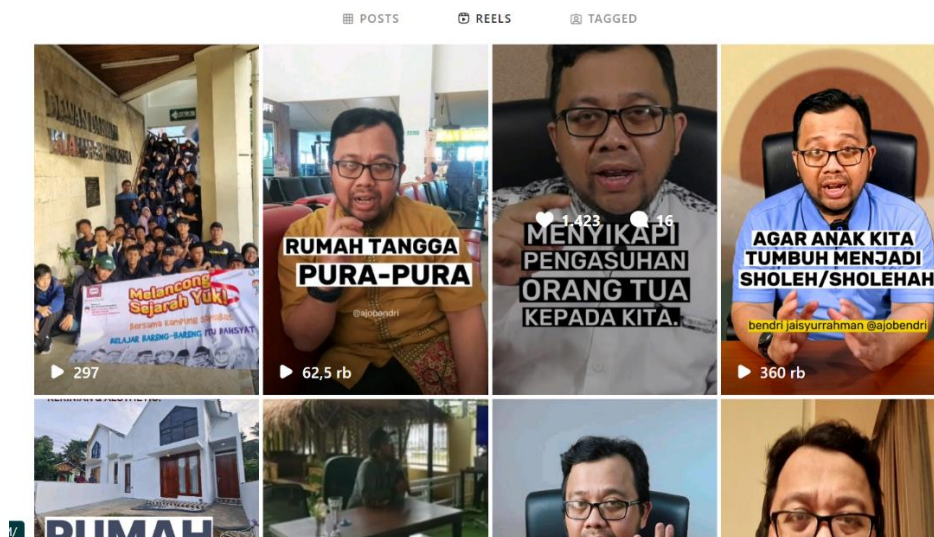 POSTS
REELS
TAGGED
Melancong
Sejarah Yuk!
Bersama Kampung
BELAJAR BARENG-BARENG ITU DAHSYAT
297
RUMAH TANGGA
PURA-PURA
@ajobendri
62,5 rb
1.423
16
MENYIKAPI
PENGASUHAN
ORANG TUA
KEPADA KITA.
AGAR ANAK KITA
TUMBUH MENJADI
SHOLEH/SHOLEHAH
bendri jaisyurrahman @ajobendri
360 rb
RUMAH